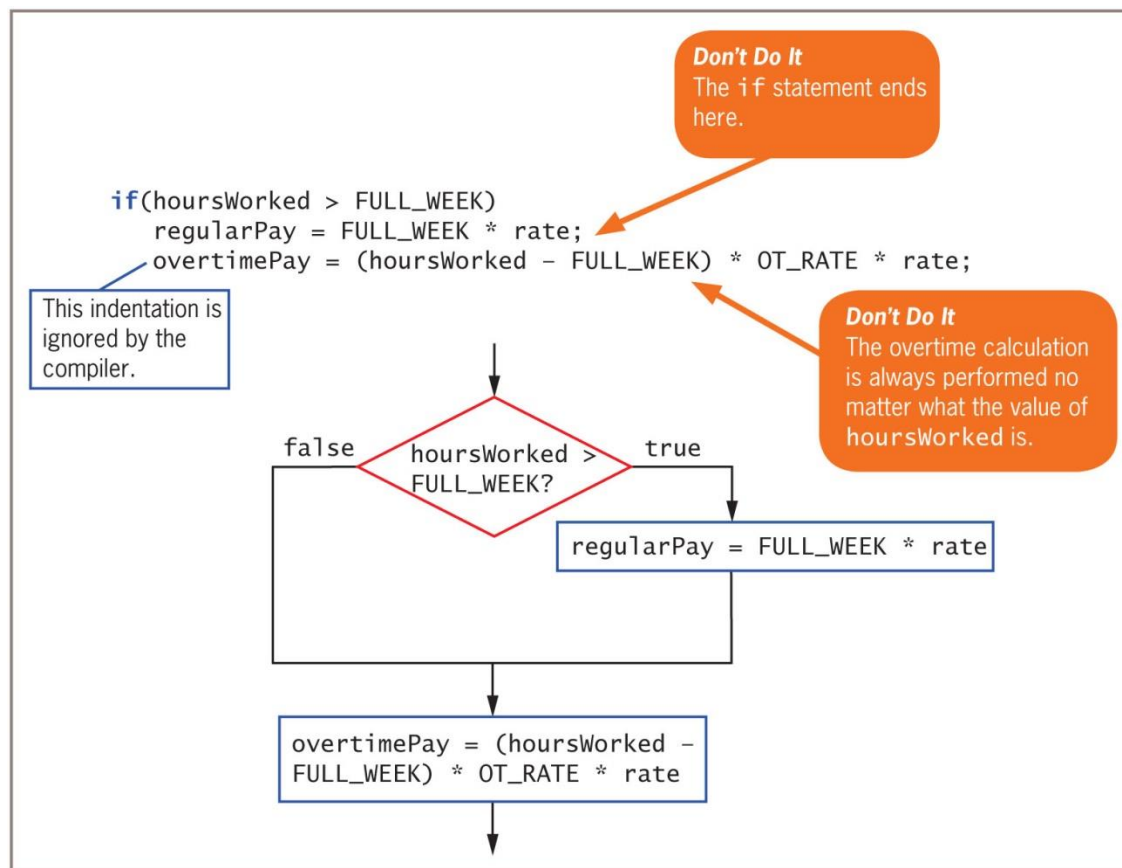 Don't Do It
The if statement ends
here.
if(hoursWorked > FULL_WEEK)
regularPay = FULL_WEEK * rate;
overtimePay = (hoursWorked – FULL_WEEK) * OT_RATE * rate;
This indentation is
ignored by the
compiler.
Don't Do It
The overtime calculation
is always performed no
matter what the value of
hoursWorked is.
false
hoursWorked >
FULL_WEEK?
true
regularPay = FULL_WEEK * rate
overtimePay = (hoursWorked –
FULL_WEEK) * OT_RATE * rate